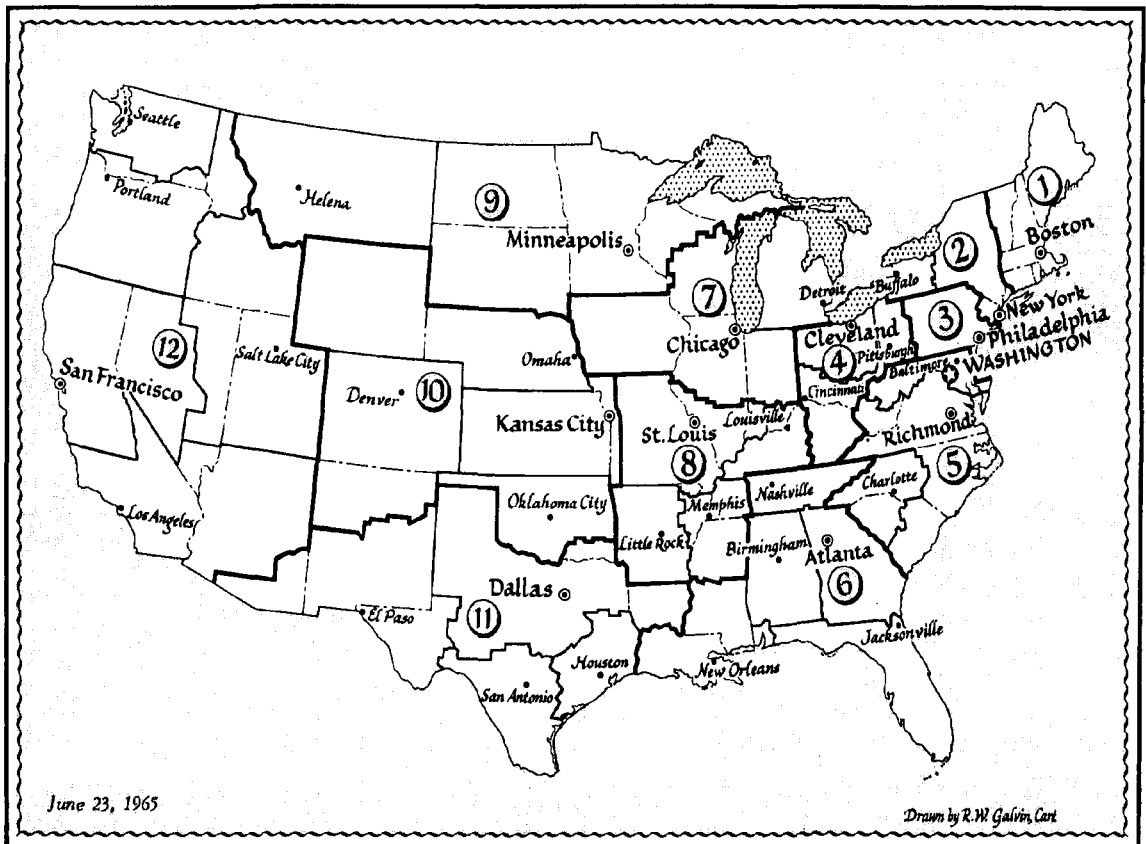 Seattle
Portland
Helena
9
Minneapolis
1
Boston
2
Detroit
Buffalo
New York
3
Philadelphia
7
Chicago
Cleveland
4
Pittsburgh
Baltimore
WASHINGTON
Cincinnati
12
San Francisco
Salt Lake City
Omaha
Denver
10
Kansas City
St. Louis
8
Louisville
Richmond
5
Los Angeles
Oklahoma City
Little Rock
Memphis
Nashville
Charlotte
Birmingham
Atlanta
6
Dallas
11
El Paso
Houston
San Antonio
New Orleans
Jacksonville
June 23, 1965
Drawn by R.W. Galvin, Cart